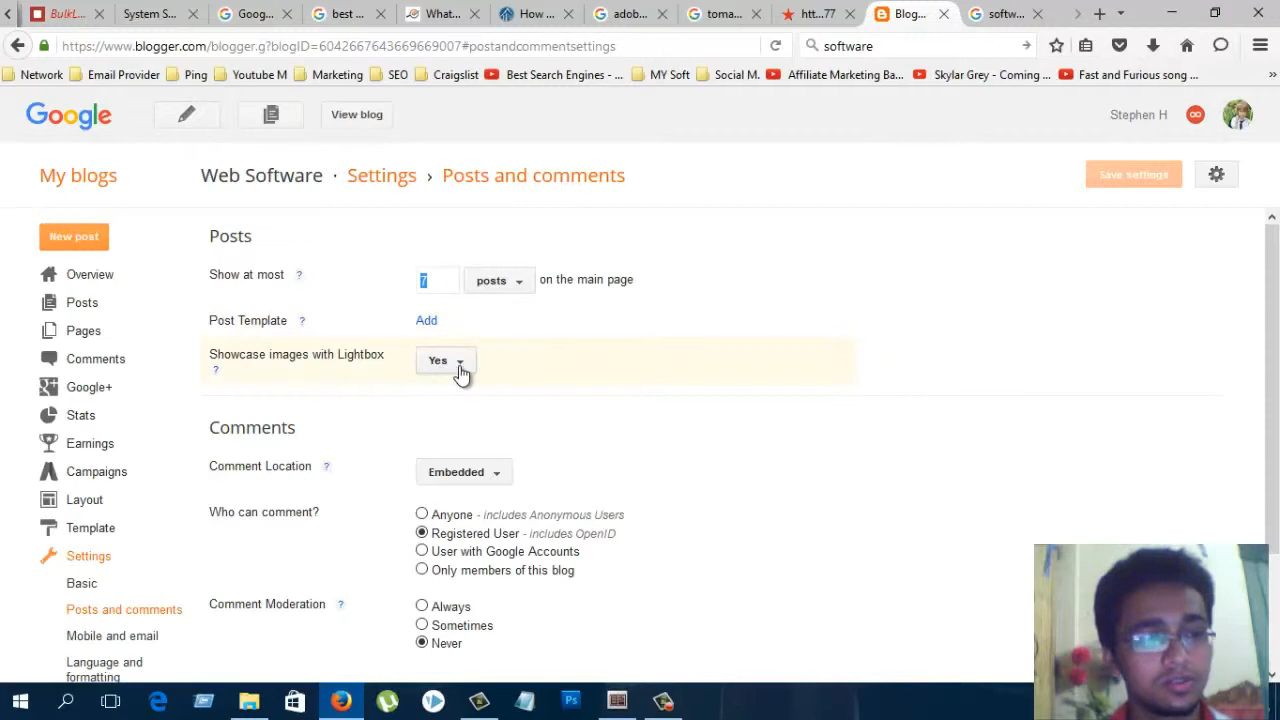 BulkL...
System S...
Goog...
best ...
What...
How ...
adob...
toma...
htt...77
Blog...
softw...
https://www.blogger.com/blogger.g?blogID=6042667643669669007#postandcommentsettings
software
Network
Email Provider
Ping
Youtube M
Marketing
SEO
Craigslist
Best Search Engines - ...
MY Soft
Social M.
Affiliate Marketing Ba...
Skylar Grey - Coming ...
Fast and Furious song ...
Google
View blog
Stephen H
My blogs
Web Software · Settings › Posts and comments
Save settings
New post
Overview
Posts
Pages
Comments
Google+
Stats
Earnings
Campaigns
Layout
Template
Settings
Basic
Posts and comments
Mobile and email
Language and
formatting
Posts
Show at most ? 7 posts on the main page
Post Template ? Add
Showcase images with Lightbox
? Yes
Comments
Comment Location ? Embedded
Who can comment? Anyone - includes Anonymous Users
Registered User - includes OpenID
User with Google Accounts
Only members of this blog
Comment Moderation ? Always
Sometimes
Never